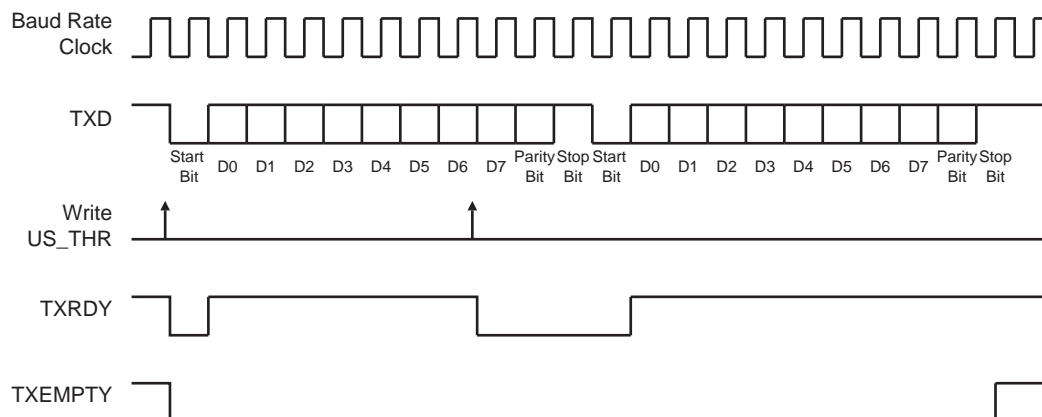 Baud Rate
Clock
TXD
Start Bit D0 D1 D2 D3 D4 D5 D6 D7 Parity Bit Stop Bit Start Bit D0 D1 D2 D3 D4 D5 D6 D7 Parity Bit Stop Bit
Write
US_THR
TXRDY
TXEMPTY